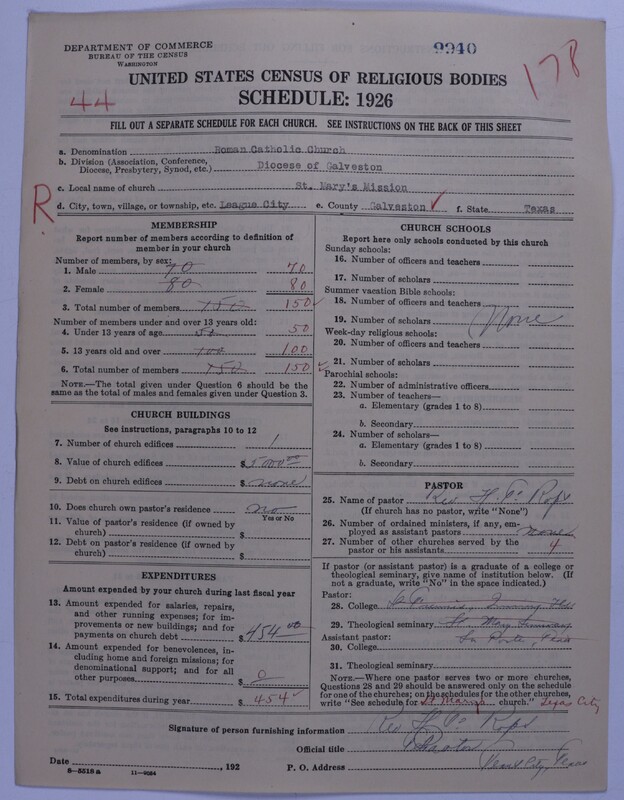 DEPARTMENT OF COMMERCE
BUREAU OF THE CENSUS
WASHINGTON
9940
178
44
UNITED STATES CENSUS OF RELIGIOUS BODIES
SCHEDULE: 1926
FILL OUT A SEPARATE SCHEDULE FOR EACH CHURCH. SEE INSTRUCTIONS ON THE BACK OF THIS SHEET
a. Denomination Roman Catholic Church
b. Division (Association, Conference, Diocese, Presbytery, Synod, etc.) Diocese of Galveston
c. Local name of church St. Mary's Mission
R
d. City, town, village, or township, etc. League City e. County Galveston ✓ f. State Texas
MEMBERSHIP
Report number of members according to definition of
member in your church
Number of members, by sex:
1. Male 70 70
2. Female 80 80
3. Total number of members 150 150 ✓
Number of members under and over 13 years old:
4. Under 13 years of age 50 50
5. 13 years old and over 100 100
6. Total number of members 150 150 ✓
NOTE.—The total given under Question 6 should be the
same as the total of males and females given under Question 3.
CHURCH BUILDINGS
See instructions, paragraphs 10 to 12
7. Number of church edifices 1
8. Value of church edifices $5000.00
9. Debt on church edifices $ none
10. Does church own pastor's residence no
Yes or No
11. Value of pastor's residence (if owned by
church) $
12. Debt on pastor's residence (if owned by
church) $
EXPENDITURES
Amount expended by your church during last fiscal year
13. Amount expended for salaries, repairs,
and other running expenses; for im-
provements or new buildings; and for
payments on church debt $454.00
14. Amount expended for benevolences, in-
cluding home and foreign missions; for
denominational support; and for all
other purposes $ 0
15. Total expenditures during year $454 ✓
CHURCH SCHOOLS
Report here only schools conducted by this church
Sunday schools:
16. Number of officers and teachers
17. Number of scholars
Summer vacation Bible schools:
18. Number of officers and teachers
19. Number of scholars None
Week-day religious schools:
20. Number of officers and teachers
21. Number of scholars
Parochial schools:
22. Number of administrative officers
23. Number of teachers—
a. Elementary (grades 1 to 8)
b. Secondary
24. Number of scholars—
a. Elementary (grades 1 to 8)
b. Secondary
PASTOR
25. Name of pastor Rev H.
(If church has no pastor, write "None")
26. Number of ordained ministers, if any, em-
ployed as assistant pastors none
27. Number of other churches served by the
pastor or his assistants 4
If pastor (or assistant pastor) is a graduate of a college or
theological seminary, give name of institution below. (If
not a graduate, write "No" in the space indicated.)
Pastor:
28. College
29. Theological seminary St Mary Seminary
Assistant pastor: La Porte, Texas
30. College
31. Theological seminary
NOTE.—Where one pastor serves two or more churches,
Questions 28 and 29 should be answered only on the schedule
for one of the churches; on the schedules for the other churches,
write "See schedule for St Mary's church." Texas City
Signature of person furnishing information Rev H.
Official title Pastor
Date , 192 P. O. Address City, Texas
8—5518 a 11—9034